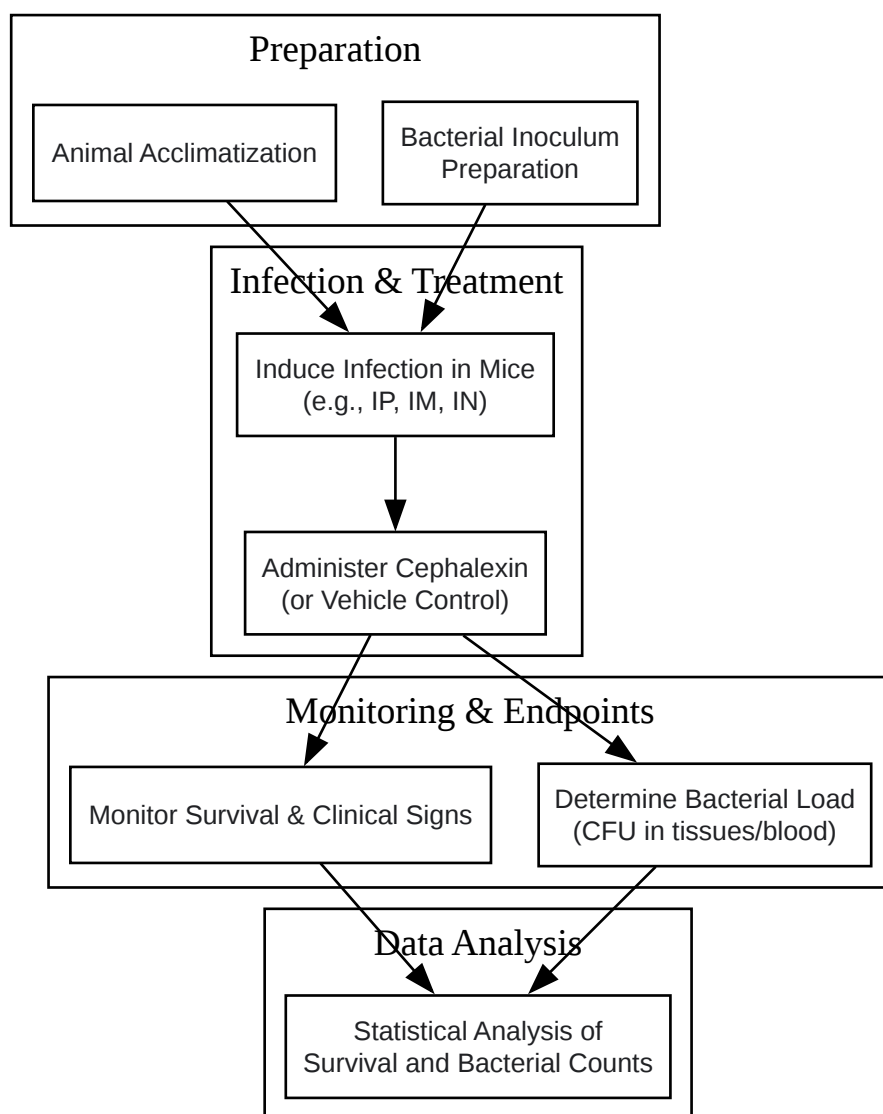 Preparation
Animal Acclimatization
Bacterial Inoculum
Preparation
Infection & Treatment
Induce Infection in Mice
(e.g., IP, IM, IN)
Administer Cephalexin
(or Vehicle Control)
Monitoring & Endpoints
Monitor Survival & Clinical Signs
Determine Bacterial Load
(CFU in tissues/blood)
Data Analysis
Statistical Analysis of
Survival and Bacterial Counts